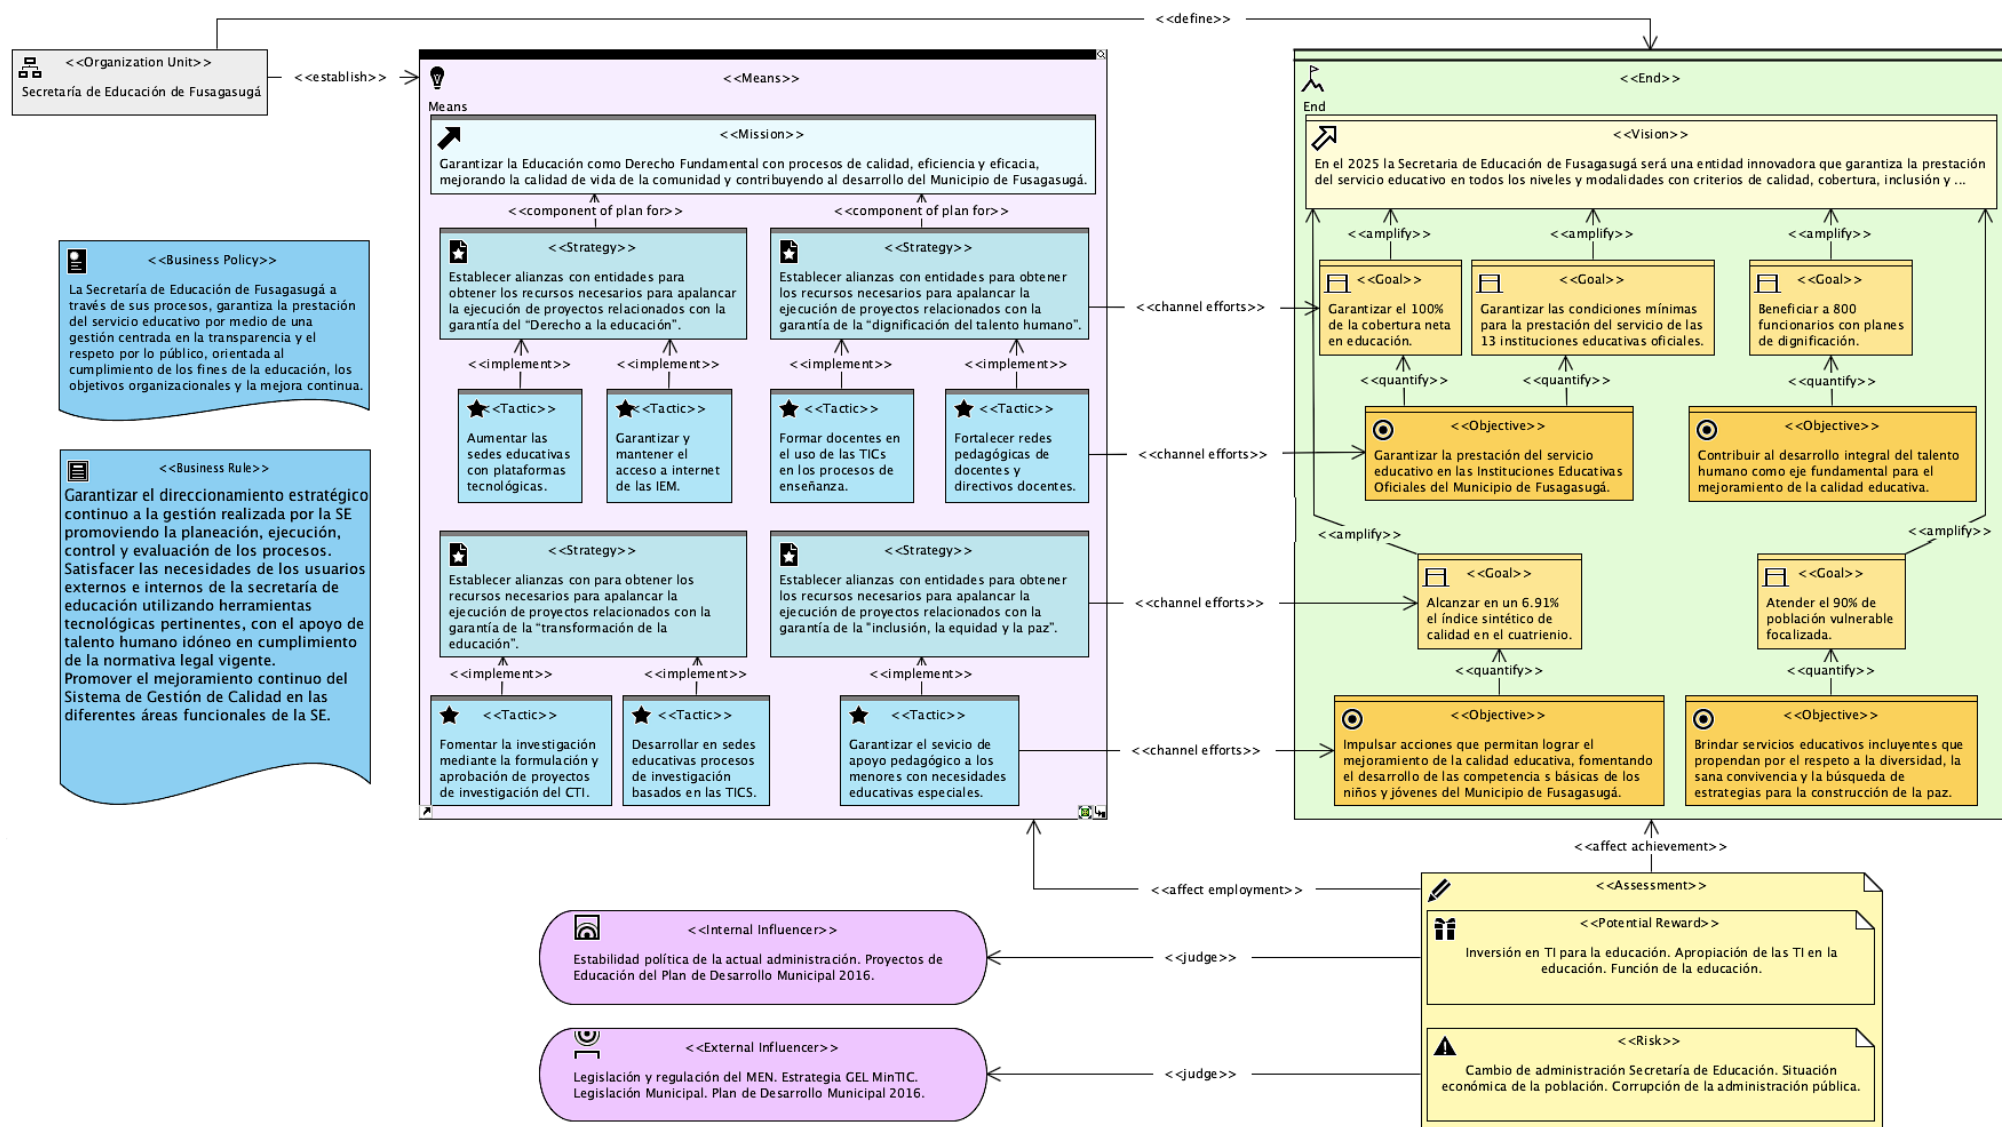 <<define>>
<<Organization Unit>>
Secretaría de Educación de Fusagasugá
<<establish>>
<<Business Policy>>
La Secretaría de Educación de Fusagasugá a
través de sus procesos, garantiza la prestación
del servicio educativo por medio de una
gestión centrada en la transparencia y el
respeto por lo público, orientada al
cumplimiento de los fines de la educación, los
objetivos organizacionales y la mejora continua.
<<Business Rule>>
Garantizar el direccionamiento estratégico
continuo a la gestión realizada por la SE
promoviendo la planeación, ejecución,
control y evaluación de los procesos.
Satisfacer las necesidades de los usuarios
externos e internos de la secretaría de
educación utilizando herramientas
tecnológicas pertinentes, con el apoyo de
talento humano idóneo en cumplimiento
de la normativa legal vigente.
Promover el mejoramiento continuo del
Sistema de Gestión de Calidad en las
diferentes áreas funcionales de la SE.
<<Means>>
Means
<<Mission>>
Garantizar la Educación como Derecho Fundamental con procesos de calidad, eficiencia y eficacia,
mejorando la calidad de vida de la comunidad y contribuyendo al desarrollo del Municipio de Fusagasugá.
<<component of plan for>>
<<component of plan for>>
<<Strategy>>
Establecer alianzas con entidades para
obtener los recursos necesarios para apalancar
la ejecución de proyectos relacionados con la
garantía del “Derecho a la educación”.
<<Strategy>>
Establecer alianzas con entidades para obtener
los recursos necesarios para apalancar la
ejecución de proyectos relacionados con la
garantía de la “dignificación del talento humano”.
<<implement>>
<<implement>>
<<implement>>
<<implement>>
<<Tactic>>
Aumentar las
sedes educativas
con plataformas
tecnológicas.
<<Tactic>>
Garantizar y
mantener el
acceso a internet
de las IEM.
<<Tactic>>
Formar docentes en
el uso de las TICs
en los procesos de
enseñanza.
<<Tactic>>
Fortalecer redes
pedagógicas de
docentes y
directivos docentes.
<<Strategy>>
Establecer alianzas con para obtener los
recursos necesarios para apalancar la
ejecución de proyectos relacionados con la
garantía de la “transformación de la
educación”.
<<Strategy>>
Establecer alianzas con entidades para obtener
los recursos necesarios para apalancar la
ejecución de proyectos relacionados con la
garantía de la "inclusión, la equidad y la paz”.
<<implement>>
<<implement>>
<<implement>>
<<Tactic>>
Fomentar la investigación
mediante la formulación y
aprobación de proyectos
de investigación del CTI.
<<Tactic>>
Desarrollar en sedes
educativas procesos
de investigación
basados en las TICS.
<<Tactic>>
Garantizar el sevicio de
apoyo pedagógico a los
menores con necesidades
educativas especiales.
<<channel efforts>>
<<channel efforts>>
<<channel efforts>>
<<channel efforts>>
<<End>>
End
<<Vision>>
En el 2025 la Secretaria de Educación de Fusagasugá será una entidad innovadora que garantiza la prestación
del servicio educativo en todos los niveles y modalidades con criterios de calidad, cobertura, inclusión y ...
<<amplify>>
<<amplify>>
<<amplify>>
<<Goal>>
Garantizar el 100%
de la cobertura neta
en educación.
<<Goal>>
Garantizar las condiciones mínimas
para la prestación del servicio de las
13 instituciones educativas oficiales.
<<Goal>>
Beneficiar a 800
funcionarios con planes
de dignificación.
<<quantify>>
<<quantify>>
<<quantify>>
<<Objective>>
Garantizar la prestación del servicio
educativo en las Instituciones Educativas
Oficiales del Municipio de Fusagasugá.
<<Objective>>
Contribuir al desarrollo integral del talento
humano como eje fundamental para el
mejoramiento de la calidad educativa.
<<amplify>>
<<amplify>>
<<Goal>>
Alcanzar en un 6.91%
el índice sintético de
calidad en el cuatrienio.
<<Goal>>
Atender el 90% de
población vulnerable
focalizada.
<<quantify>>
<<quantify>>
<<Objective>>
Impulsar acciones que permitan lograr el
mejoramiento de la calidad educativa, fomentando
el desarrollo de las competencia s básicas de los
niños y jóvenes del Municipio de Fusagasugá.
<<Objective>>
Brindar servicios educativos incluyentes que
propendan por el respeto a la diversidad, la
sana convivencia y la búsqueda de
estrategias para la construcción de la paz.
<<affect achievement>>
<<affect employment>>
<<Assessment>>
<<Potential Reward>>
Inversión en TI para la educación. Apropiación de las TI en la
educación. Función de la educación.
<<Risk>>
Cambio de administración Secretaría de Educación. Situación
económica de la población. Corrupción de la administración pública.
<<judge>>
<<judge>>
<<Internal Influencer>>
Estabilidad política de la actual administración. Proyectos de
Educación del Plan de Desarrollo Municipal 2016.
<<External Influencer>>
Legislación y regulación del MEN. Estrategia GEL MinTIC.
Legislación Municipal. Plan de Desarrollo Municipal 2016.